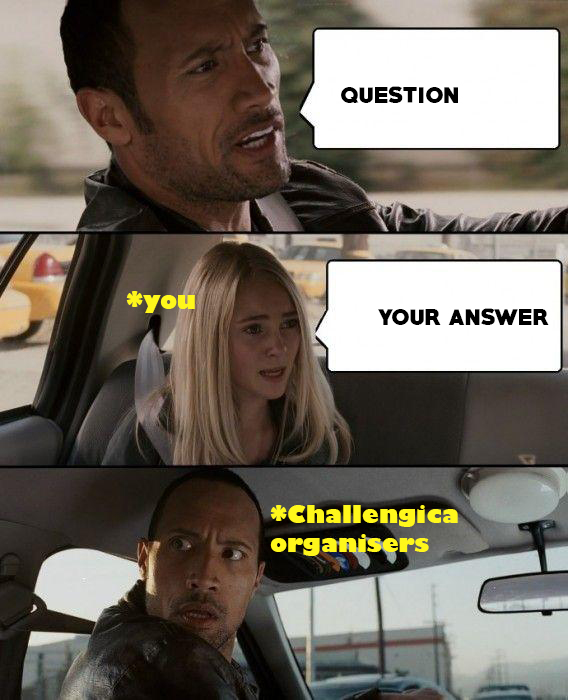 QUESTION
*you
YOUR ANSWER
*Challengica
organisers